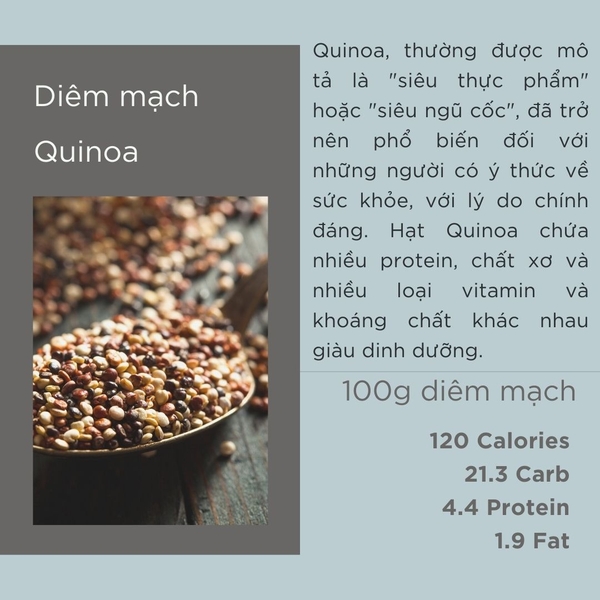 Diêm mạch
Quinoa
Quinoa, thường được mô
tả là "siêu thực phẩm"
hoặc "siêu ngũ cốc", đã trở
nên phổ biến đối với
những người có ý thức về
sức khỏe, với lý do chính
đáng. Hạt Quinoa chứa
nhiều protein, chất xơ và
nhiều loại vitamin và
khoáng chất khác nhau
giàu dinh dưỡng.
100g diêm mạch
120 Calories
21.3 Carb
4.4 Protein
1.9 Fat